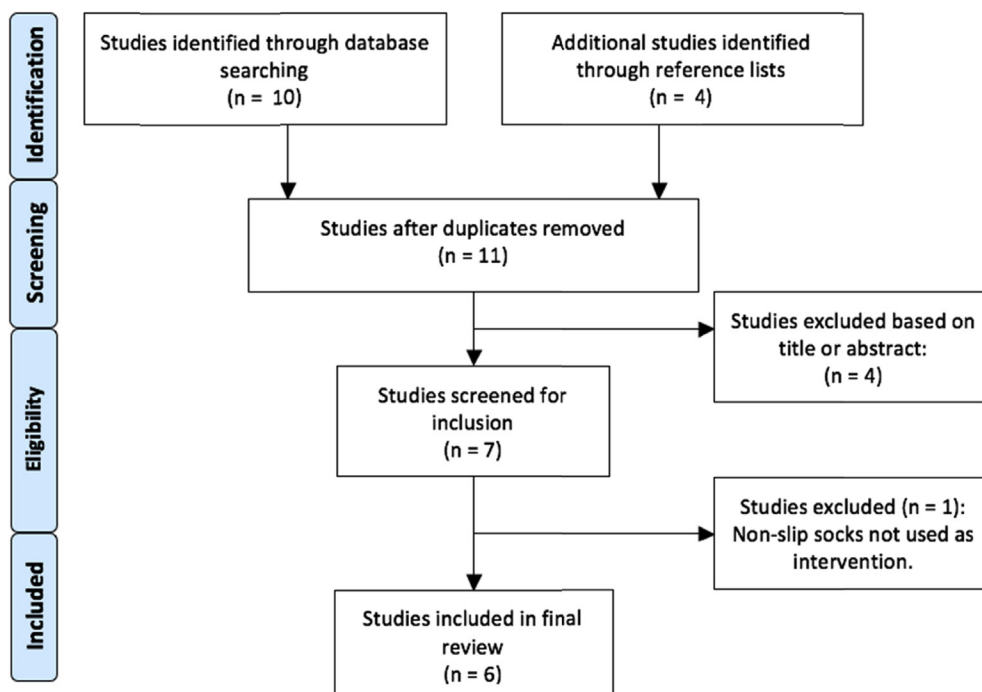 Identification
Studies identified through database
searching
(n = 10)
Additional studies identified
through reference lists
(n = 4)
Screening
Studies after duplicates removed
(n = 11)
Studies excluded based on
title or abstract:
(n = 4)
Eligibility
Studies screened for
inclusion
(n = 7)
Studies excluded (n = 1):
Non-slip socks not used as
intervention.
Included
Studies included in final
review
(n = 6)